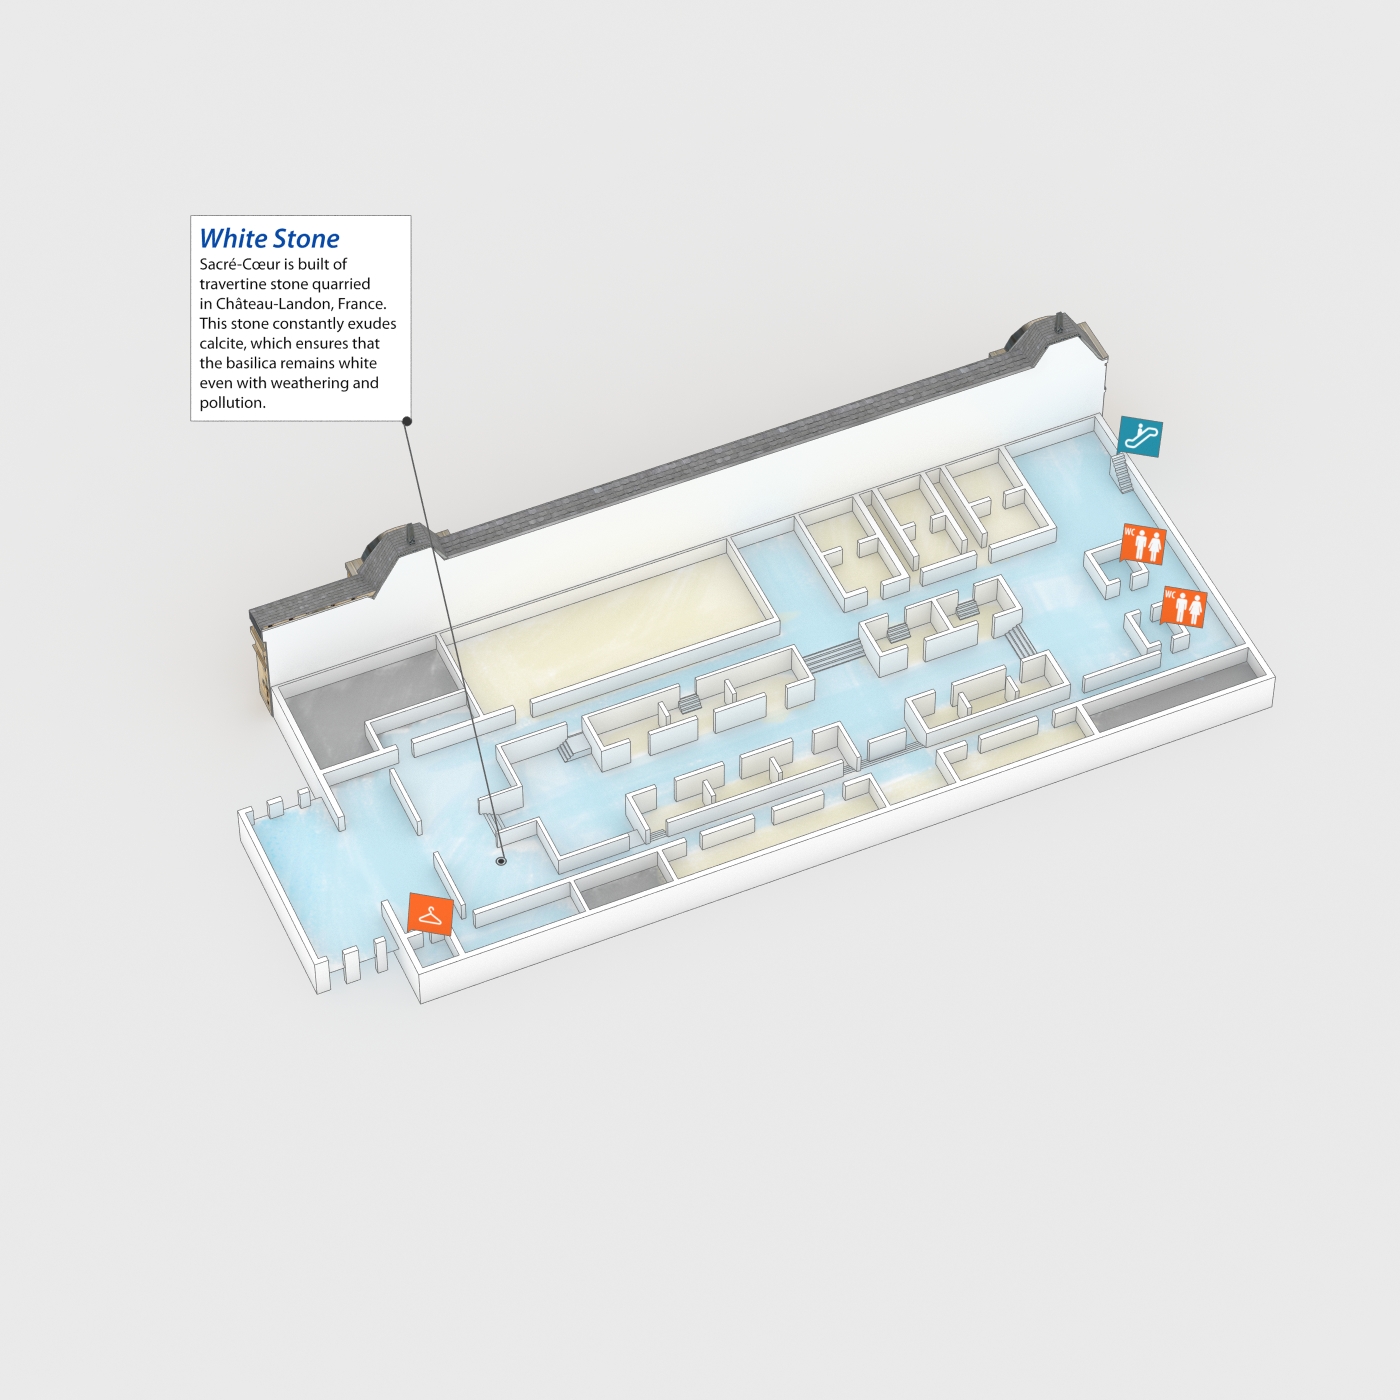 White Stone
Sacré-Cœur is built of
travertine stone quarried
in Château-Landon, France.
This stone constantly exudes
calcite, which ensures that
the basilica remains white
even with weathering and
pollution.
WC
WC